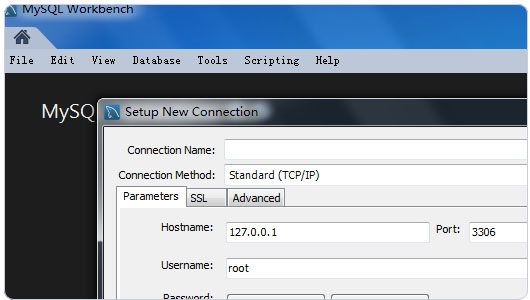 MySQL Workbench
File Edit View Database Tools Scripting Help
MySQ
Setup New Connection
Connection Name:
Connection Method: Standard (TCP/IP)
Parameters SSL Advanced
Hostname: 127.0.0.1 Port: 3306
Username: root
Password: